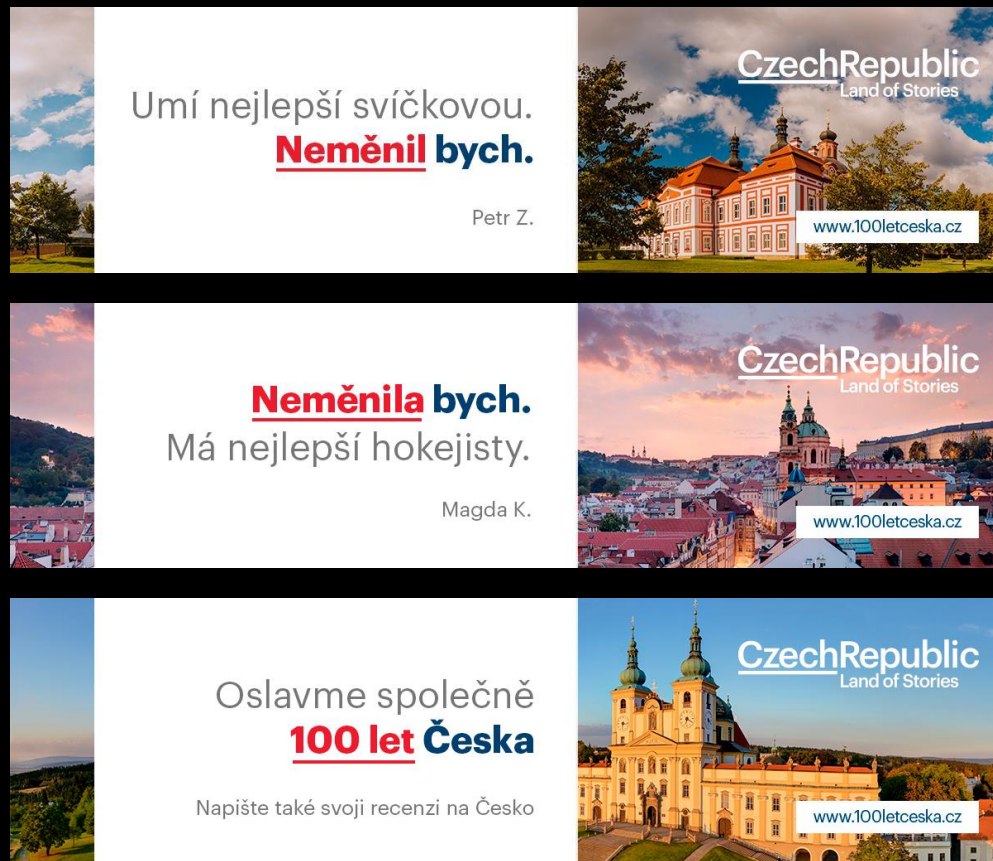 Umí nejlepší svíčkovou.
Neměnil bych.
Petr Z.
CzechRepublic
Land of Stories
www.100letceska.cz
Neměnila bych.
Má nejlepší hokejisty.
Magda K.
CzechRepublic
Land of Stories
www.100letceska.cz
Oslavme společně
100 let Česka
Napište také svoji recenzi na Česko
CzechRepublic
Land of Stories
www.100letceska.cz